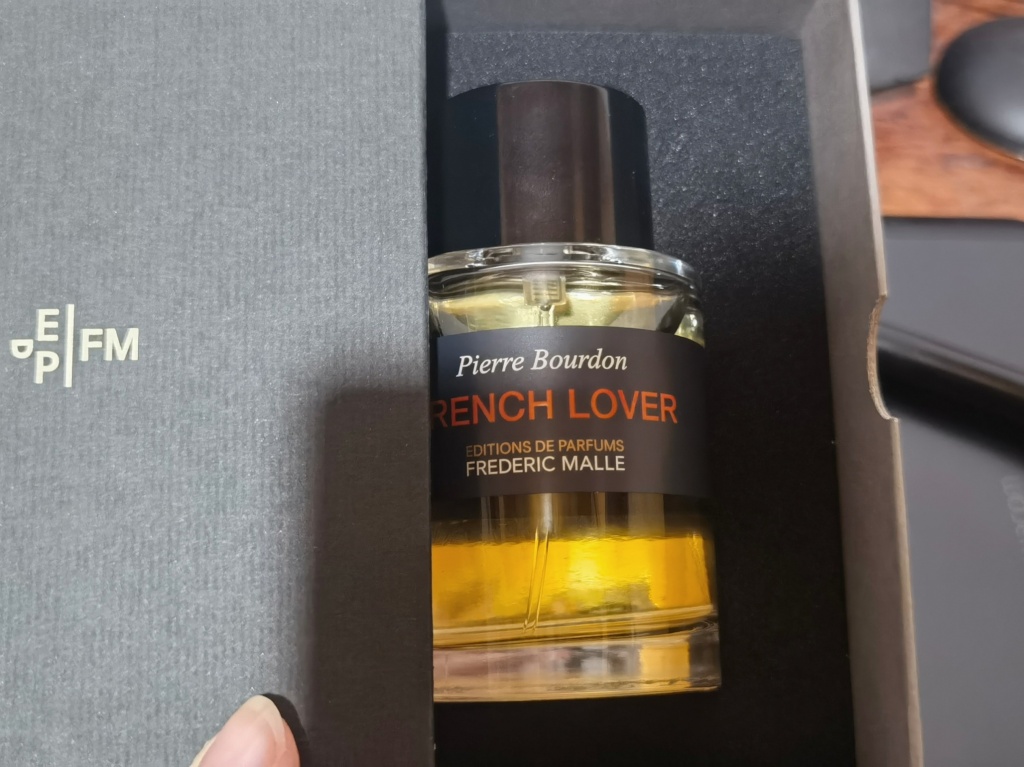 E
D
P
FM
Pierre Bourdon
RENCH LOVER
EDITIONS DE PARFUMS
FREDERIC MALLE